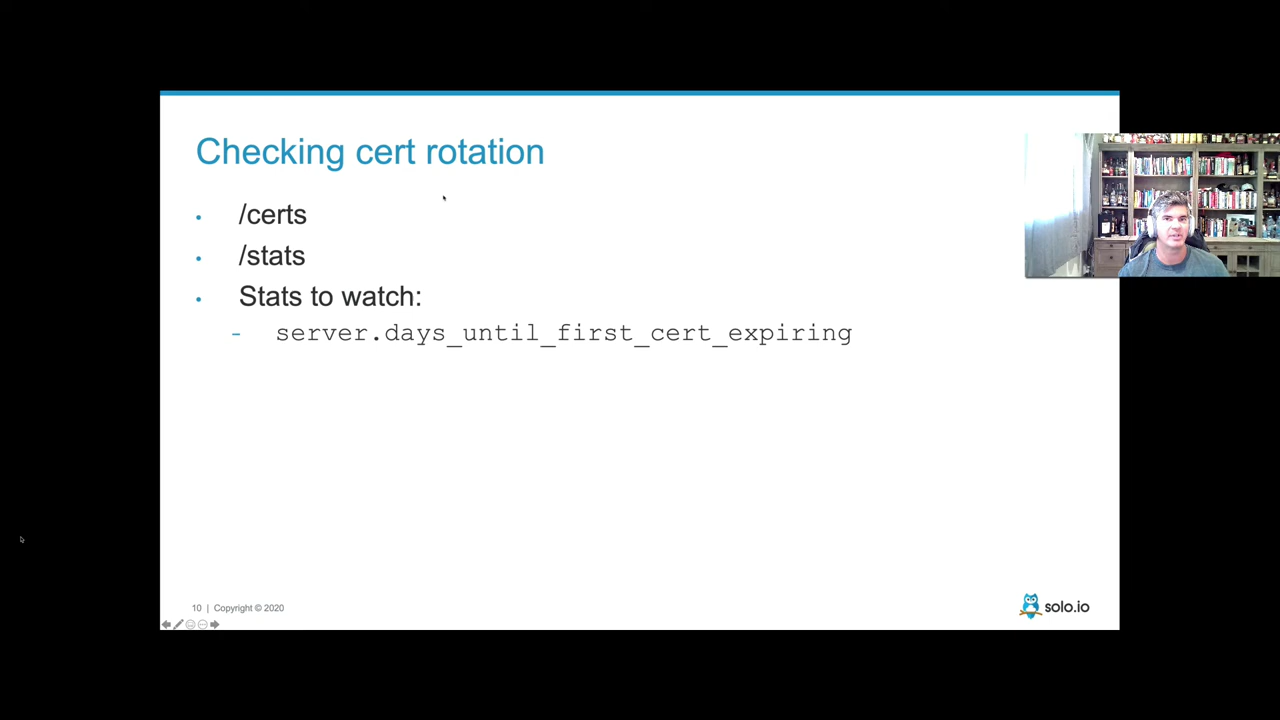 Checking cert rotation
• /certs
• /stats
• Stats to watch:
- server.days_until_first_cert_expiring
10 | Copyright © 2020
solo.io